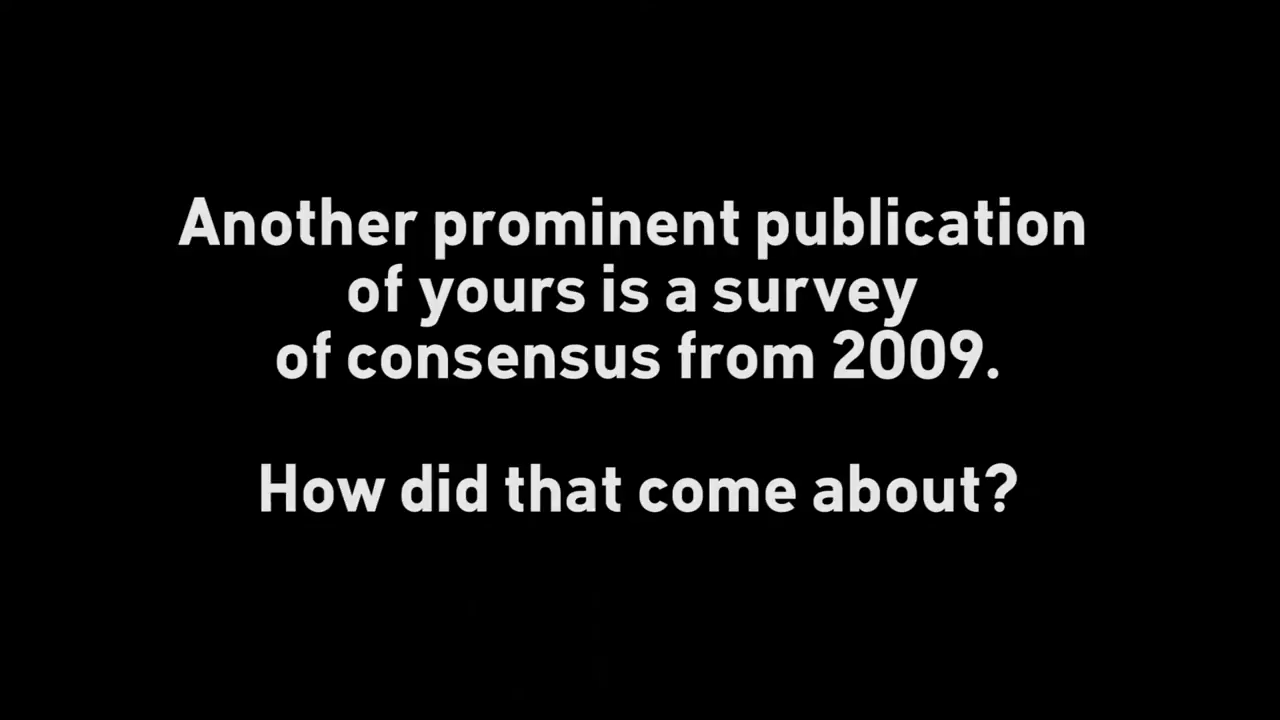 Another prominent publication
of yours is a survey
of consensus from 2009.
How did that come about?